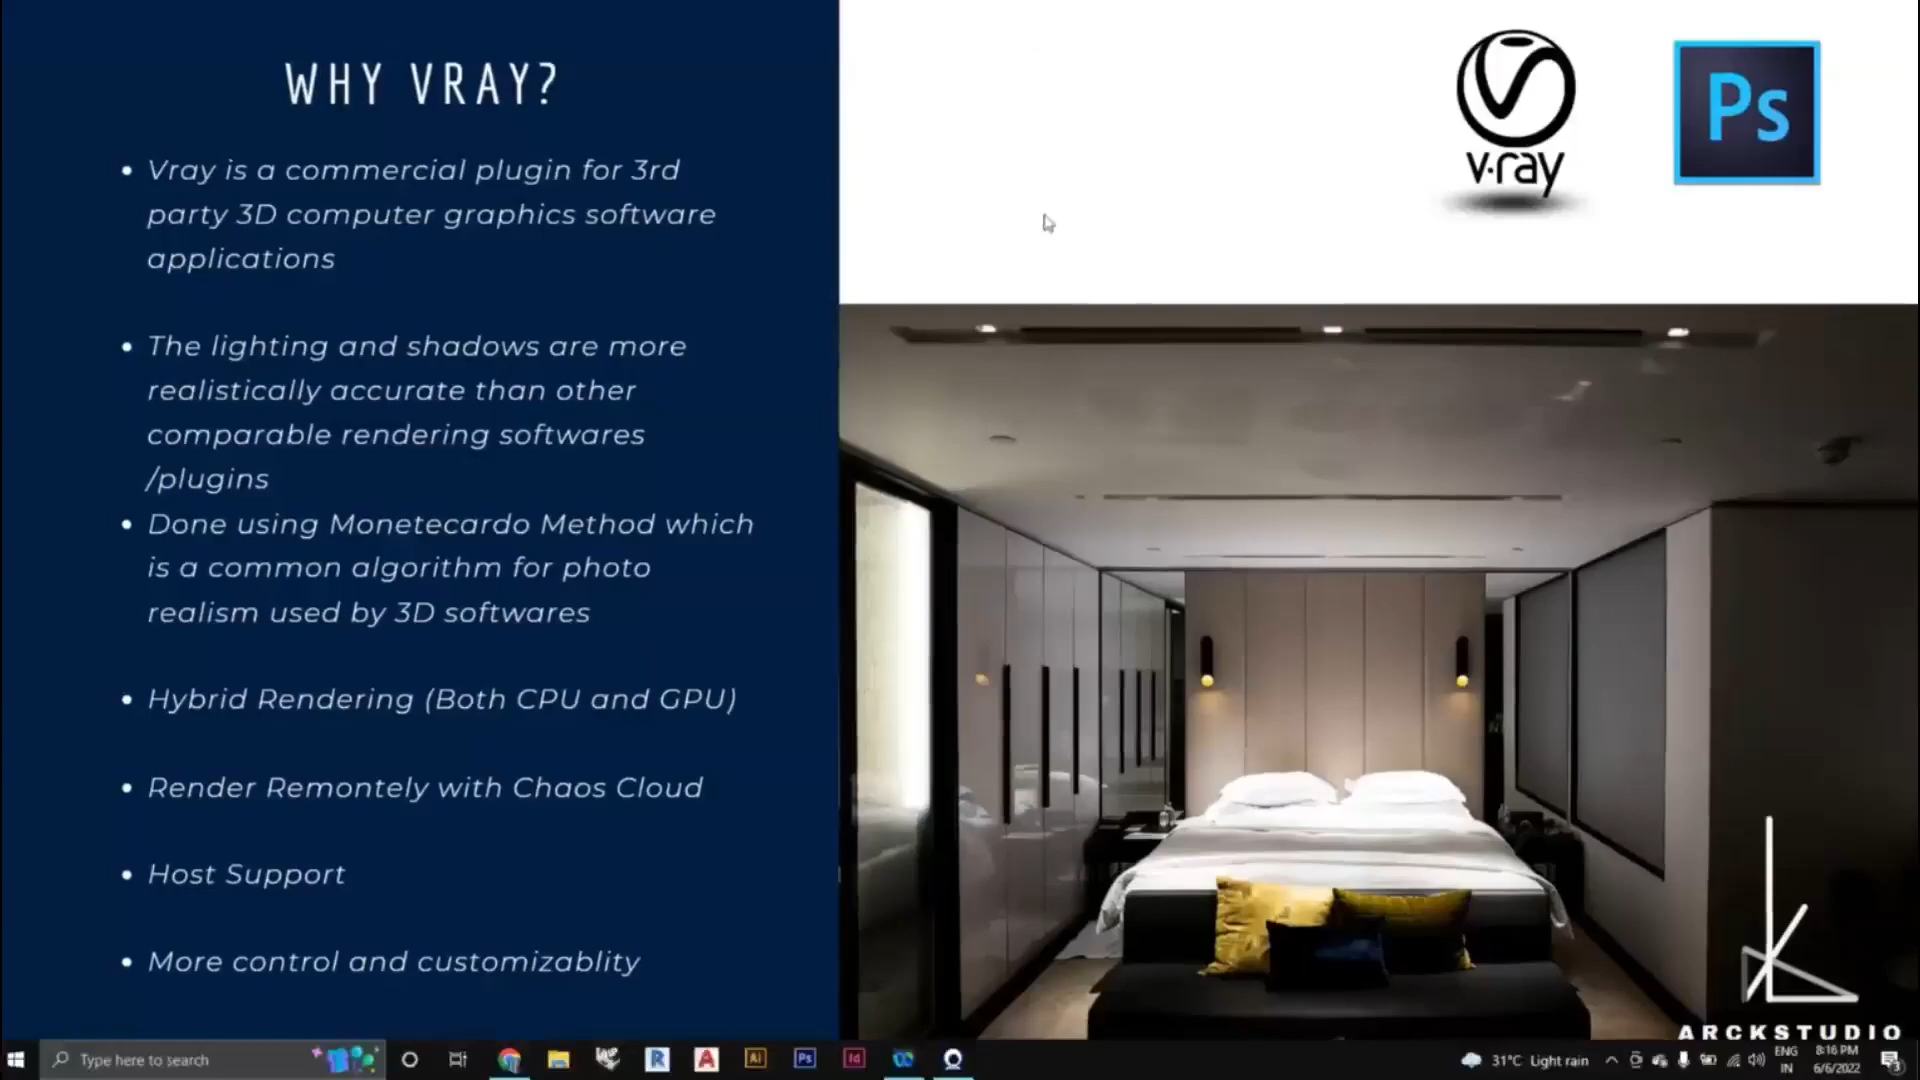 WHY VRAY?
• Vray is a commercial plugin for 3rd
party 3D computer graphics software
applications
• The lighting and shadows are more
realistically accurate than other
comparable rendering softwares
/plugins
• Done using Monetecardo Method which
is a common algorithm for photo
realism used by 3D softwares
• Hybrid Rendering (Both CPU and GPU)
• Render Remontely with Chaos Cloud
• Host Support
• More control and customizablity
v·ray
Ps
ARCKSTUDIO
Type here to search
R
A
Ai
Ps
Id
31°C Light rain
ENG
IN
8:16 PM
6/6/2022
3